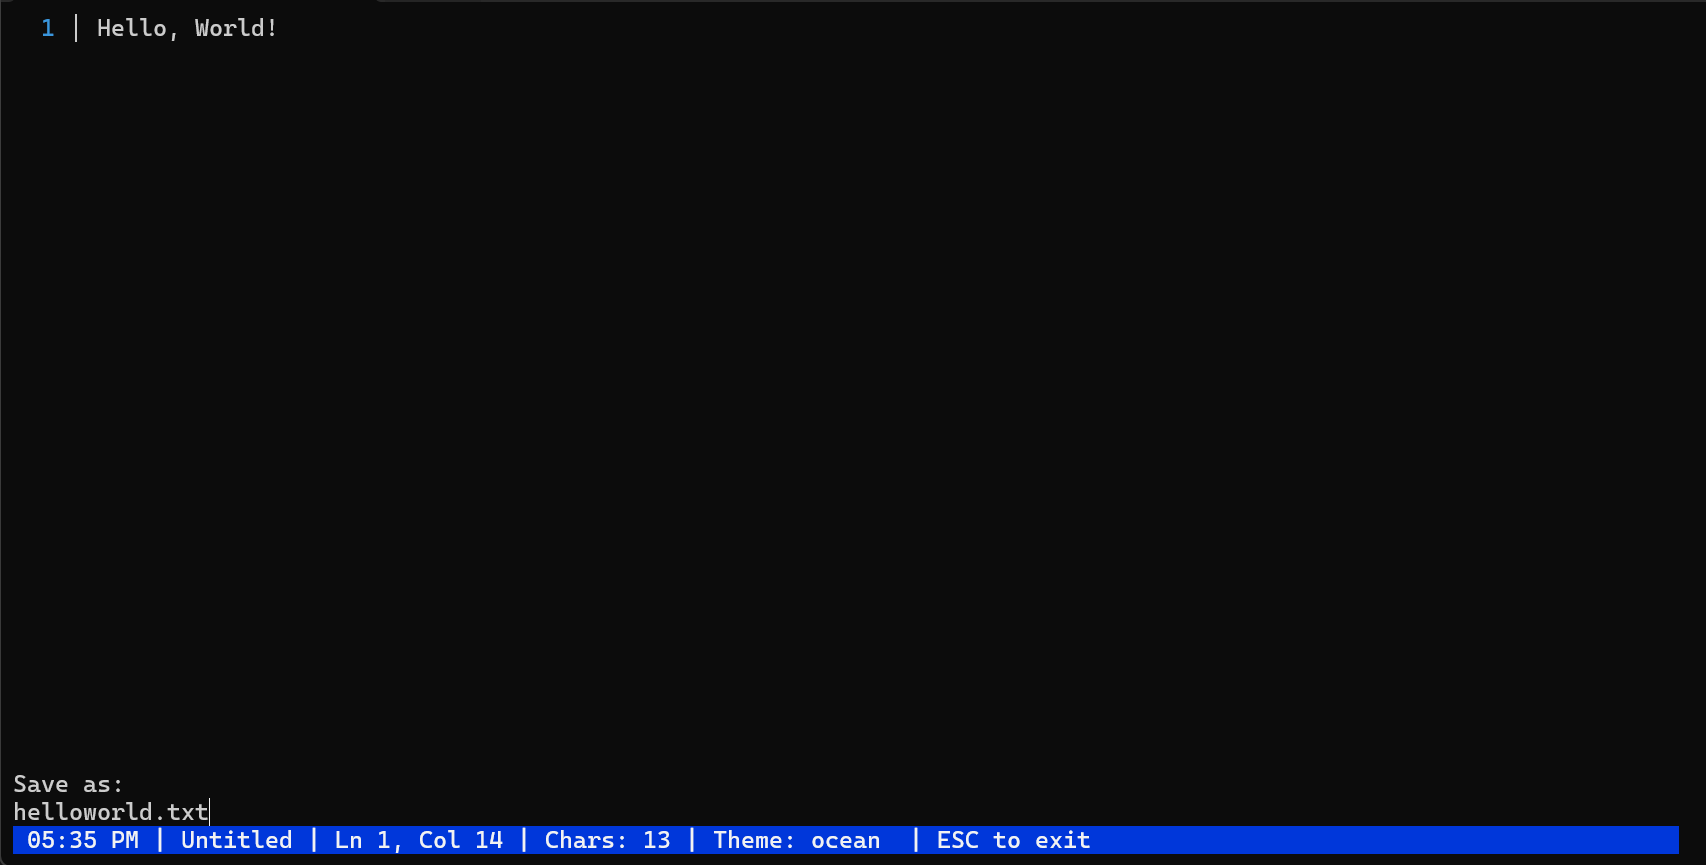 1 | Hello, World!
Save as:
helloworld.txt
05:35 PM | Untitled | Ln 1, Col 14 | Chars: 13 | Theme: ocean  | ESC to exit